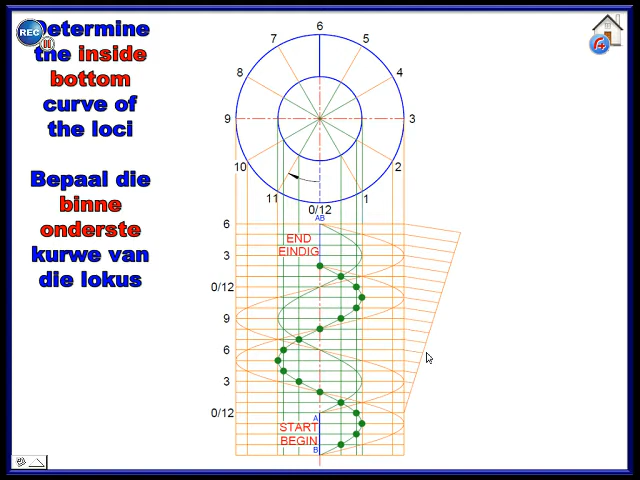 REC
Determine
the inside
bottom
curve of
the loci
Bepaal die
binne
onderste
kurwe van
die lokus
6
7
5
8
4
9
3
10
2
11
1
0/12
AB
6
END
EINDIG
3
0/12
9
6
3
0/12
A
START
BEGIN
B